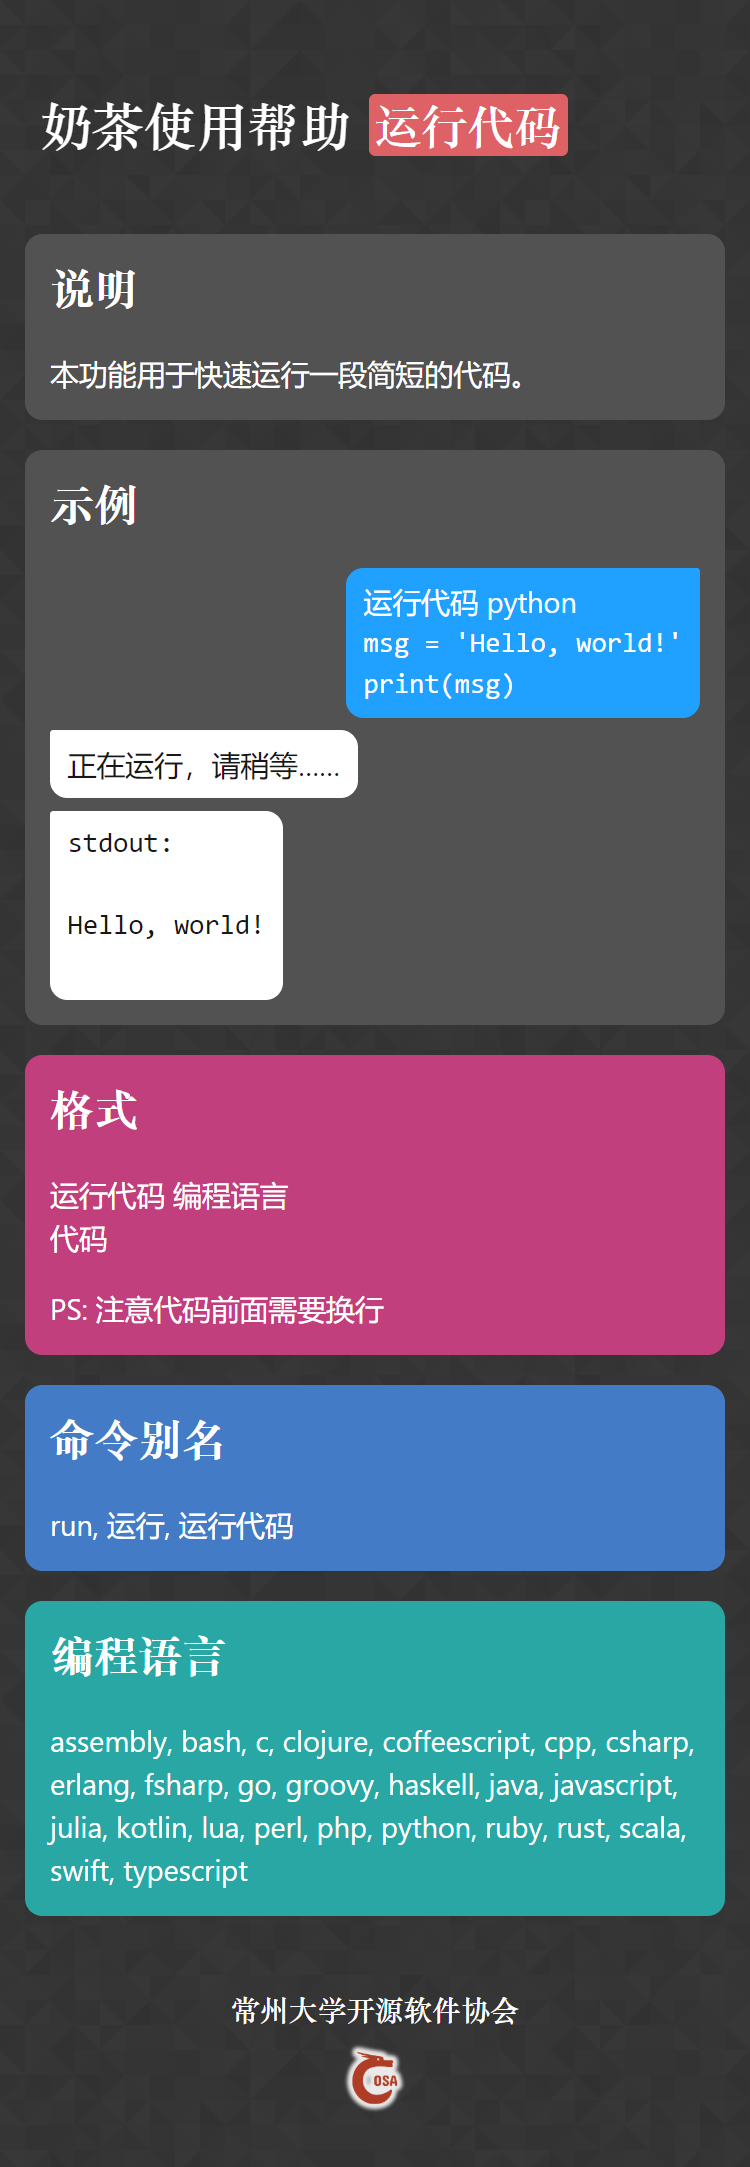 奶茶使用帮助 运行代码
说明
本功能用于快速运行一段简短的代码。
示例
运行代码 python
msg = 'Hello, world!'
print(msg)
正在运行，请稍等……
stdout:
Hello, world!
格式
运行代码 编程语言
代码
PS: 注意代码前面需要换行
命令别名
run, 运行, 运行代码
编程语言
assembly, bash, c, clojure, coffeescript, cpp, csharp,
erlang, fsharp, go, groovy, haskell, java, javascript,
julia, kotlin, lua, perl, php, python, ruby, rust, scala,
swift, typescript
常州大学开源软件协会
OSA